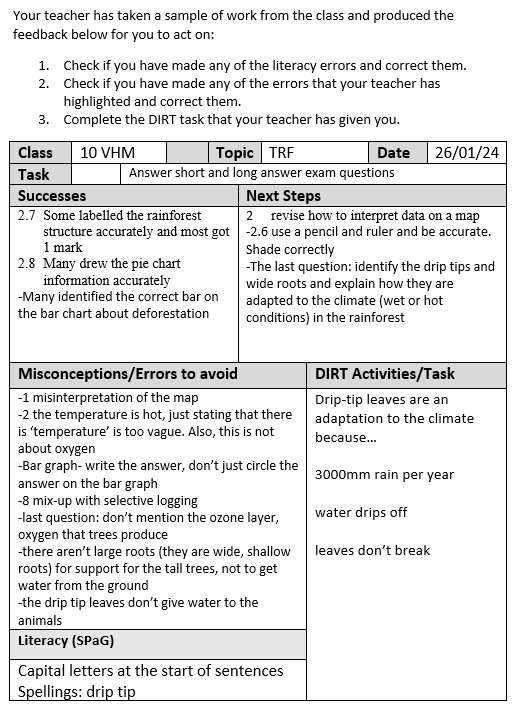 Your teacher has taken a sample of work from the class and produced the
feedback below for you to act on:
1. Check if you have made any of the literacy errors and correct them.
2. Check if you have made any of the errors that your teacher has
highlighted and correct them.
3. Complete the DIRT task that your teacher has given you.
Class 10 VHM Topic TRF Date 26/01/24
Task Answer short and long answer exam questions
Successes
2.7 Some labelled the rainforest
structure accurately and most got
1 mark
2.8 Many drew the pie chart
information accurately
-Many identified the correct bar on
the bar chart about deforestation
Next Steps
2 revise how to interpret data on a map
-2.6 use a pencil and ruler and be accurate.
Shade correctly
-The last question: identify the drip tips and
wide roots and explain how they are
adapted to the climate (wet or hot
conditions) in the rainforest
Misconceptions/Errors to avoid
-1 misinterpretation of the map
-2 the temperature is hot, just stating that there
is ‘temperature’ is too vague. Also, this is not
about oxygen
-Bar graph- write the answer, don’t just circle the
answer on the bar graph
-8 mix-up with selective logging
-last question: don’t mention the ozone layer,
oxygen that trees produce
-there aren’t large roots (they are wide, shallow
roots) for support for the tall trees, not to get
water from the ground
-the drip tip leaves don’t give water to the
animals
Literacy (SPaG)
Capital letters at the start of sentences
Spellings: drip tip
DIRT Activities/Task
Drip-tip leaves are an
adaptation to the climate
because…
3000mm rain per year
water drips off
leaves don’t break